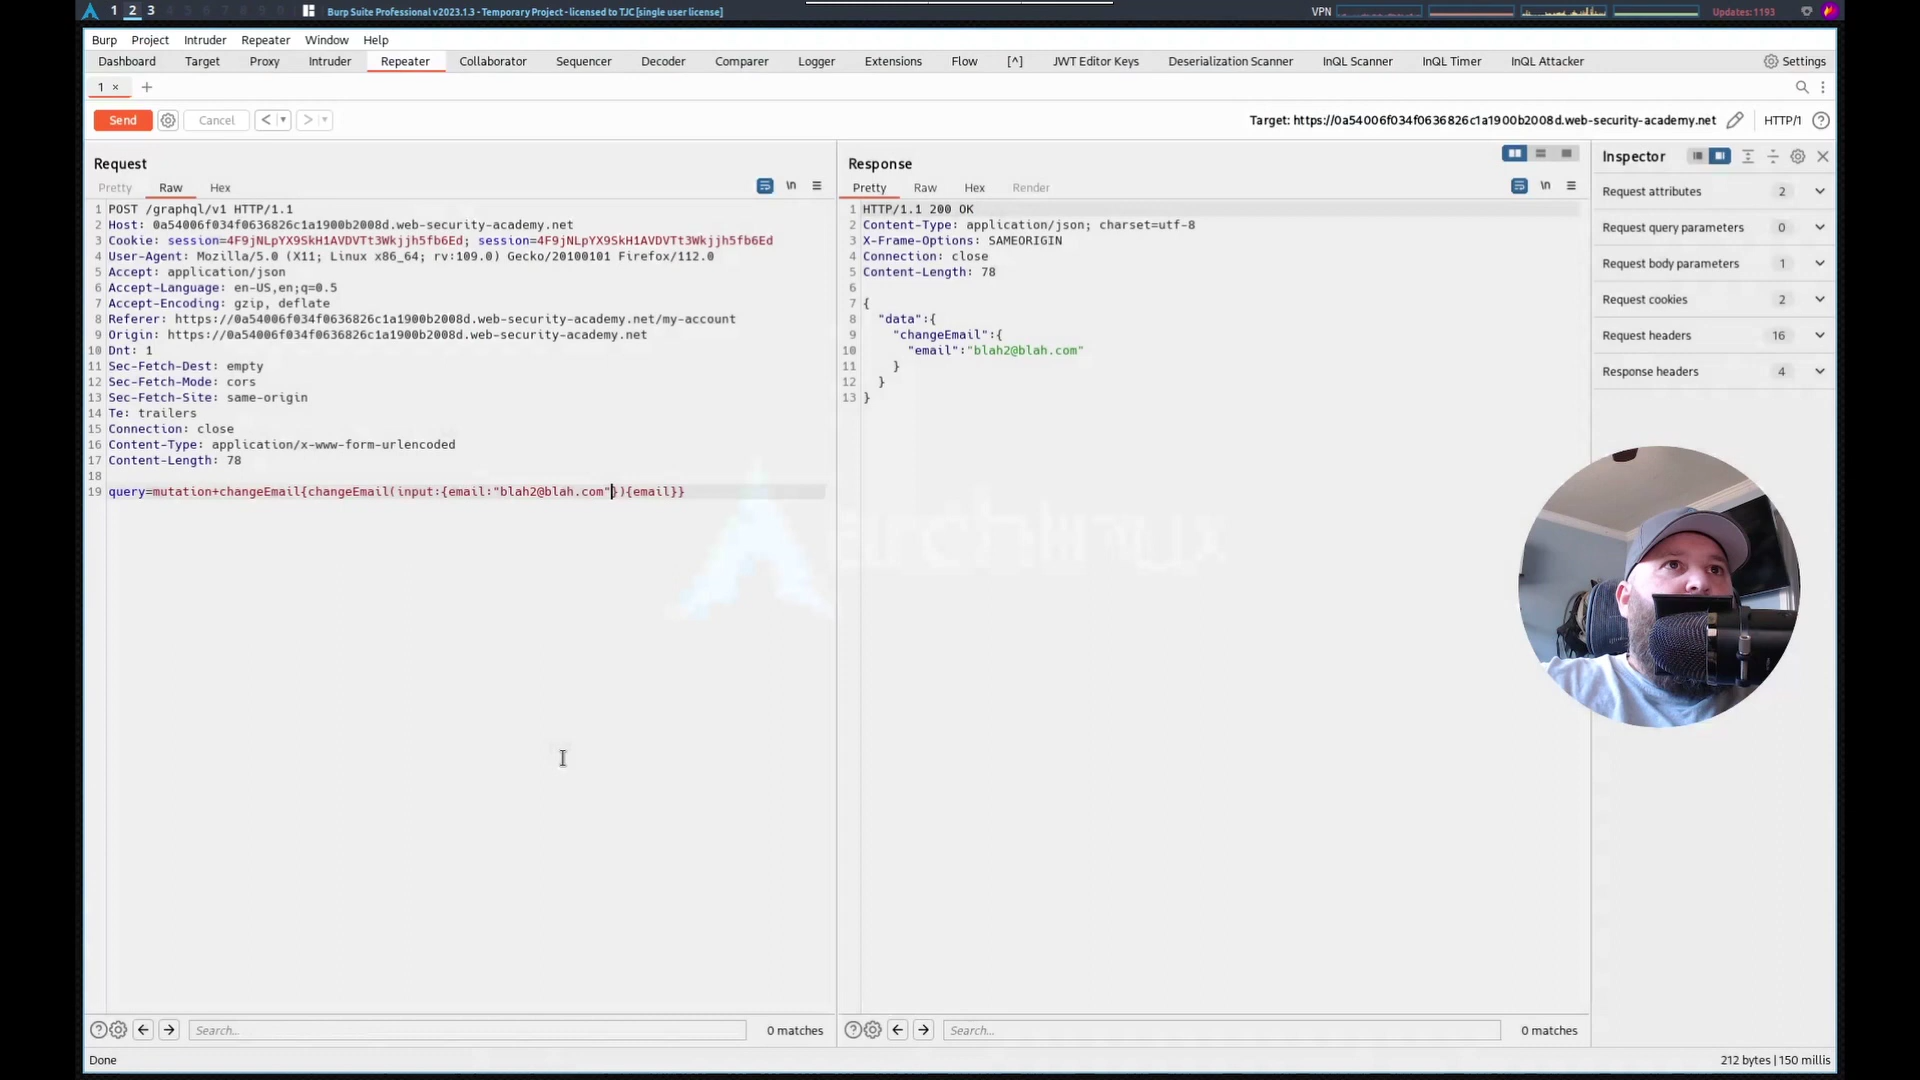 1 2 3 4 5 6 7 8 9 9 Burp Suite Professional v2023.1.3 - Temporary Project - licensed to TJC [single user license] VPN Updates: 1193
Burp Project Intruder Repeater Window Help
Dashboard Target Proxy Intruder Repeater Collaborator Sequencer Decoder Comparer Logger Extensions Flow [^] JWT Editor Keys Deserialization Scanner InQL Scanner InQL Timer InQL Attacker Settings
1 × +
Send Cancel < > Target: https://0a54006f034f0636826c1a1900b2008d.web-security-academy.net HTTP/1 ?
Request
Pretty Raw Hex \n
1 POST /graphql/v1 HTTP/1.1
2 Host: 0a54006f034f0636826c1a1900b2008d.web-security-academy.net
3 Cookie: session=4F9jNLpYX9SkH1AVDVTt3Wkjjh5fb6Ed; session=4F9jNLpYX9SkH1AVDVTt3Wkjjh5fb6Ed
4 User-Agent: Mozilla/5.0 (X11; Linux x86_64; rv:109.0) Gecko/20100101 Firefox/112.0
5 Accept: application/json
6 Accept-Language: en-US,en;q=0.5
7 Accept-Encoding: gzip, deflate
8 Referer: https://0a54006f034f0636826c1a1900b2008d.web-security-academy.net/my-account
9 Origin: https://0a54006f034f0636826c1a1900b2008d.web-security-academy.net
10 Dnt: 1
11 Sec-Fetch-Dest: empty
12 Sec-Fetch-Mode: cors
13 Sec-Fetch-Site: same-origin
14 Te: trailers
15 Connection: close
16 Content-Type: application/x-www-form-urlencoded
17 Content-Length: 78
18
19 query=mutation+changeEmail{changeEmail(input:{email:"blah2@blah.com"}){email}}
Search... 0 matches
Response
Pretty Raw Hex Render \n
1 HTTP/1.1 200 OK
2 Content-Type: application/json; charset=utf-8
3 X-Frame-Options: SAMEORIGIN
4 Connection: close
5 Content-Length: 78
6
7 {
8 "data":{
9 "changeEmail":{
10 "email":"blah2@blah.com"
11 }
12 }
13 }
Search... 0 matches
Inspector
Request attributes 2
Request query parameters 0
Request body parameters 1
Request cookies 2
Request headers 16
Response headers 4
Done 212 bytes | 150 millis